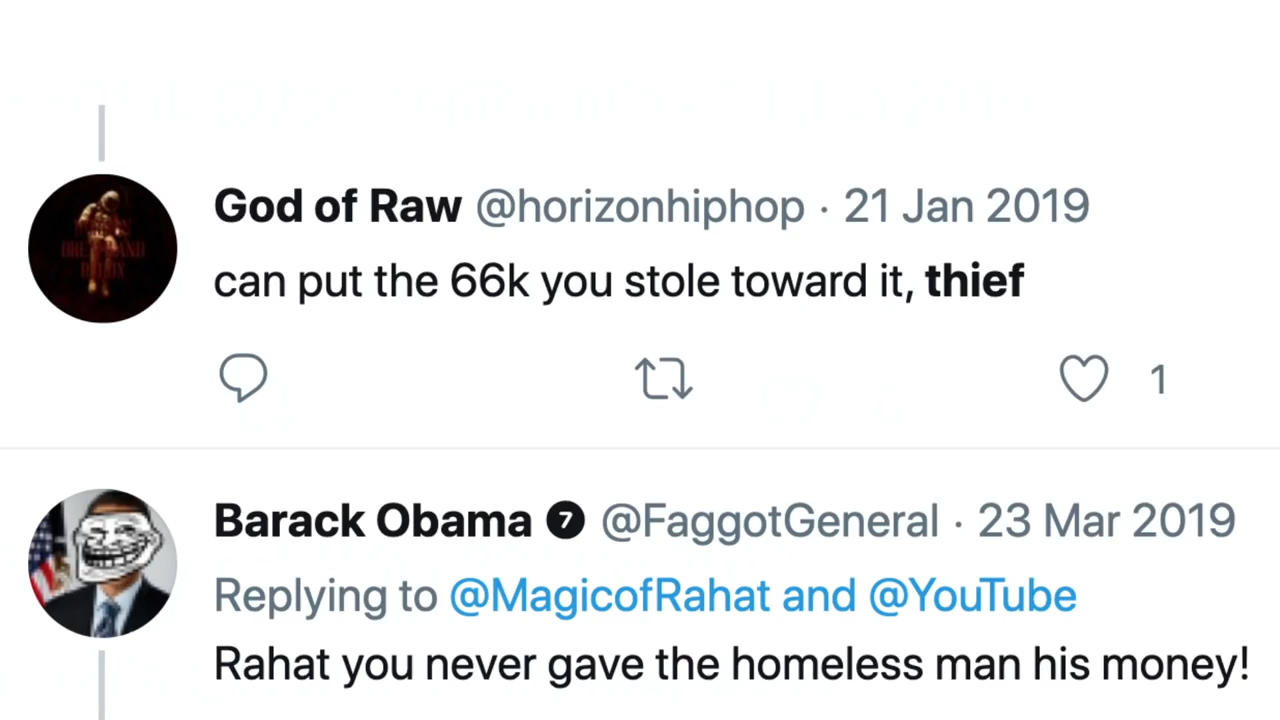 God of Raw @horizonhiphop · 21 Jan 2019
can put the 66k you stole toward it, thief
1
Barack Obama 7 @FaggotGeneral · 23 Mar 2019
Replying to @MagicofRahat and @YouTube
Rahat you never gave the homeless man his money!